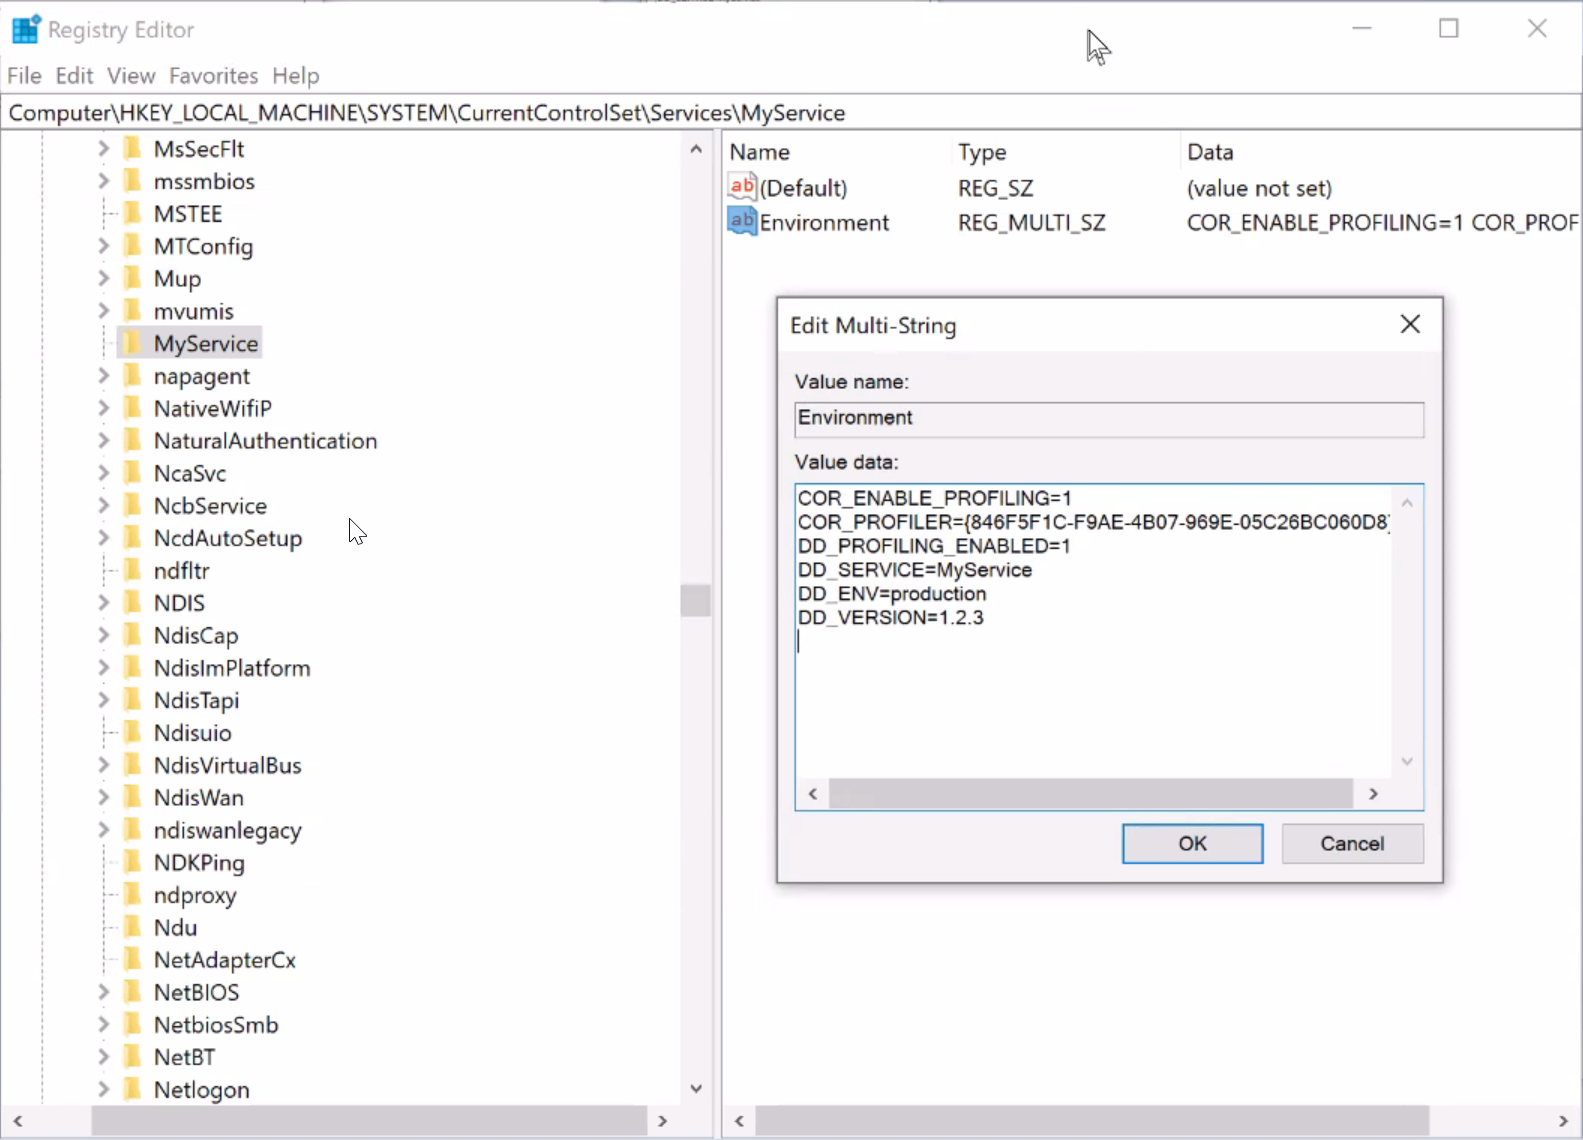 Registry Editor
File Edit View Favorites Help
Computer\HKEY_LOCAL_MACHINE\SYSTEM\CurrentControlSet\Services\MyService
MsSecFlt
mssmbios
MSTEE
MTConfig
Mup
mvumis
MyService
napagent
NativeWifiP
NaturalAuthentication
NcaSvc
NcbService
NcdAutoSetup
ndfltr
NDIS
NdisCap
NdisImPlatform
NdisTapi
Ndisuio
NdisVirtualBus
NdisWan
ndiswanlegacy
NDKPing
ndproxy
Ndu
NetAdapterCx
NetBIOS
NetbiosSmb
NetBT
Netlogon
Name Type Data
ab (Default) REG_SZ (value not set)
ab Environment REG_MULTI_SZ COR_ENABLE_PROFILING=1 COR_PROF
Edit Multi-String
Value name:
Environment
Value data:
COR_ENABLE_PROFILING=1
COR_PROFILER={846F5F1C-F9AE-4B07-969E-05C26BC060D8}
DD_PROFILING_ENABLED=1
DD_SERVICE=MyService
DD_ENV=production
DD_VERSION=1.2.3
OK Cancel